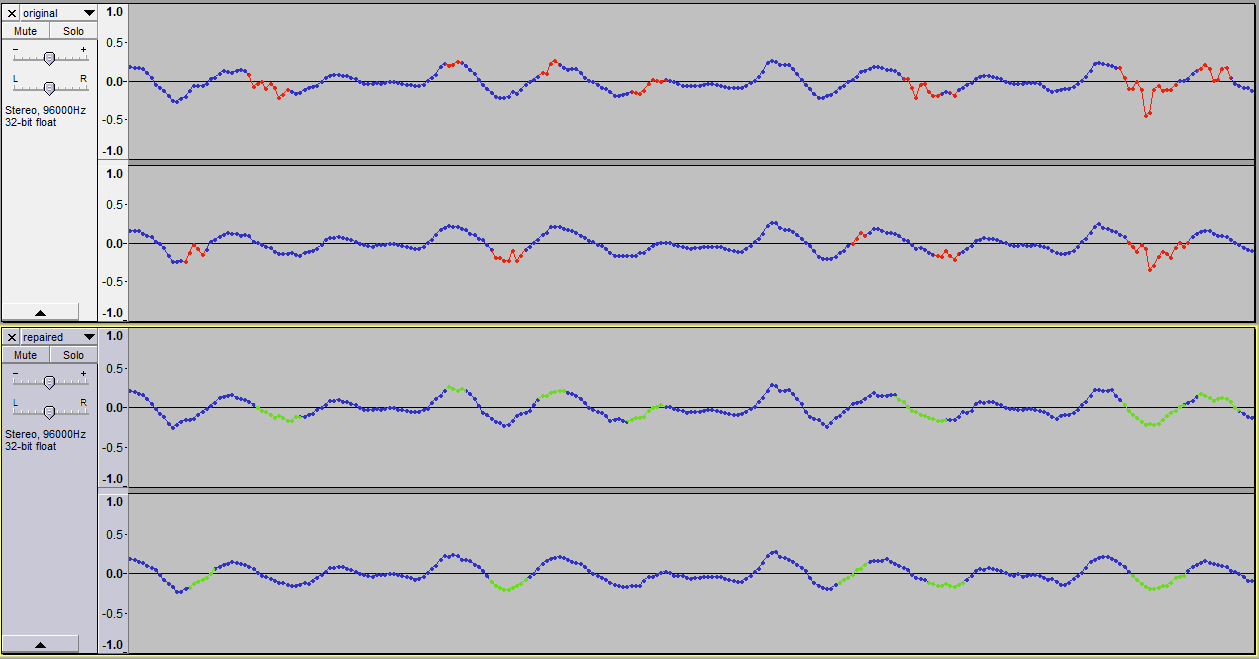 original
Mute Solo
- +
L R
Stereo, 96000Hz
32-bit float
1.0
0.5-
0.0-
-0.5-
-1.0
1.0
0.5-
0.0-
-0.5-
-1.0
repaired
Mute Solo
- +
L R
Stereo, 96000Hz
32-bit float
1.0
0.5-
0.0-
-0.5-
-1.0
1.0
0.5-
0.0-
-0.5-
-1.0